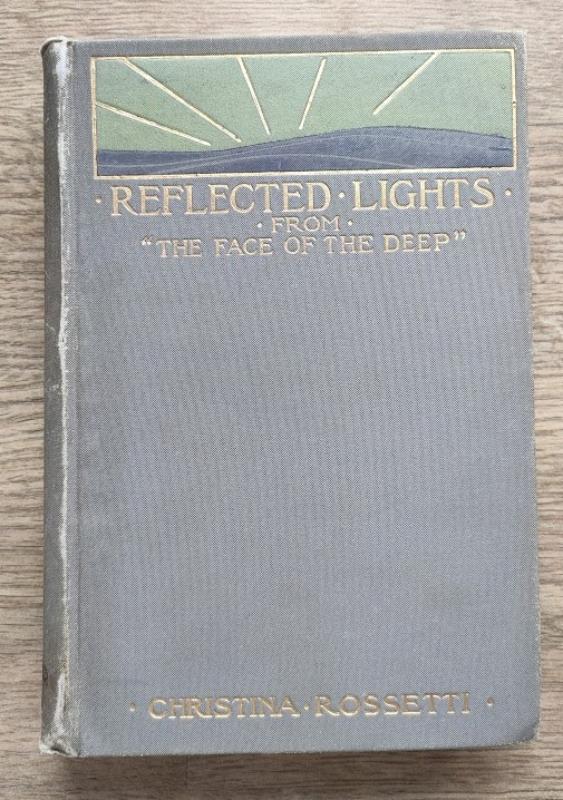 · REFLECTED · LIGHTS ·
· FROM ·
"THE FACE OF THE DEEP"
· CHRISTINA · ROSSETTI ·